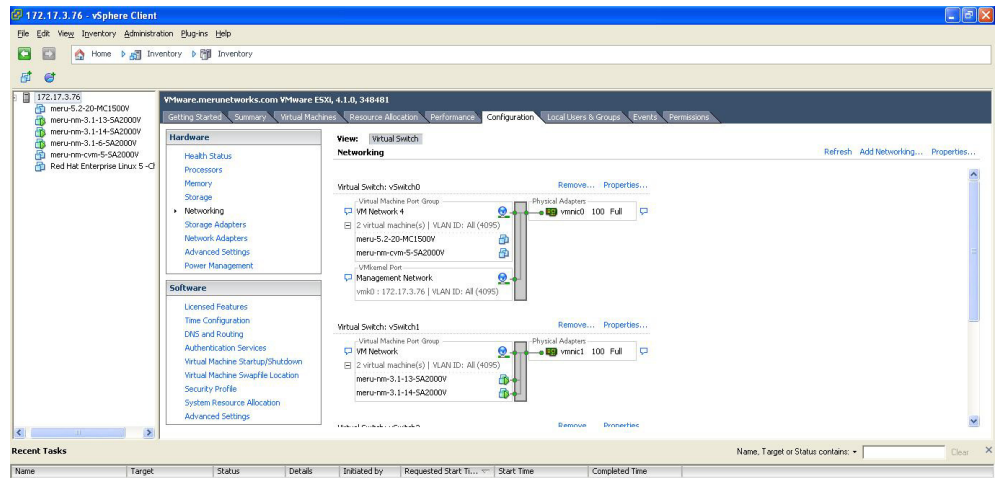 172.17.3.76 - vSphere Client
File Edit View Inventory Administration Plug-ins Help
Home Inventory Inventory
172.17.3.76
meru-5.2-20-MC1500V
meru-nm-3.1-13-SA2000V
meru-nm-3.1-14-SA2000V
meru-nm-3.1-6-SA2000V
meru-nm-cvm-5-SA2000V
Red Hat Enterprise Linux 5 -Cl
VMware.merunetworks.com VMware ESXi, 4.1.0, 348481
Getting Started Summary Virtual Machines Resource Allocation Performance Configuration Local Users & Groups Events Permissions
Hardware
Health Status
Processors
Memory
Storage
Networking
Storage Adapters
Network Adapters
Advanced Settings
Power Management
Software
Licensed Features
Time Configuration
DNS and Routing
Authentication Services
Virtual Machine Startup/Shutdown
Virtual Machine Swapfile Location
Security Profile
System Resource Allocation
Advanced Settings
View: Virtual Switch
Networking
Refresh Add Networking... Properties...
Virtual Switch: vSwitch0 Remove... Properties...
Virtual Machine Port Group Physical Adapters
VM Network 4 vmnic0 100 Full
2 virtual machine(s) | VLAN ID: All (4095)
meru-5.2-20-MC1500V
meru-nm-cvm-5-SA2000V
VMkernel Port
Management Network
vmk0 : 172.17.3.76 | VLAN ID: All (4095)
Virtual Switch: vSwitch1 Remove... Properties...
Virtual Machine Port Group Physical Adapters
VM Network vmnic1 100 Full
2 virtual machine(s) | VLAN ID: All (4095)
meru-nm-3.1-13-SA2000V
meru-nm-3.1-14-SA2000V
Virtual Switch: vSwitch2 Remove Properties
Recent Tasks
Name, Target or Status contains: Clear
Name Target Status Details Initiated by Requested Start Ti... Start Time Completed Time